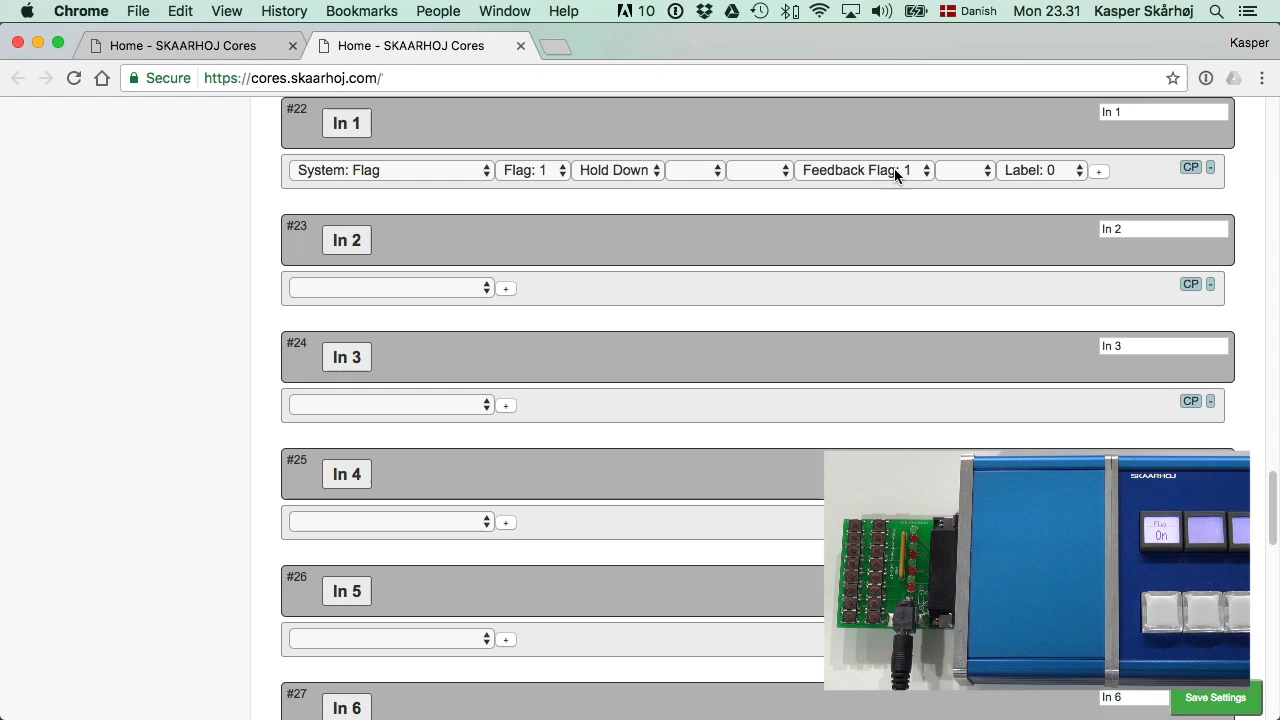 Chrome File Edit View History Bookmarks People Window Help 10 Danish Mon 23.31 Kasper Skårhøj
Home - SKAARHOJ Cores Home - SKAARHOJ Cores Kasper
Secure https://cores.skaarhoj.com/
#22 In 1 In 1
System: Flag Flag: 1 Hold Down Feedback Flag: 1 Label: 0 + CP -
#23 In 2 In 2
+ CP -
#24 In 3 In 3
+ CP -
#25 In 4
+
SKAARHOJ
Flag
On
#26 In 5
+
#27 In 6 In 6
Save Settings